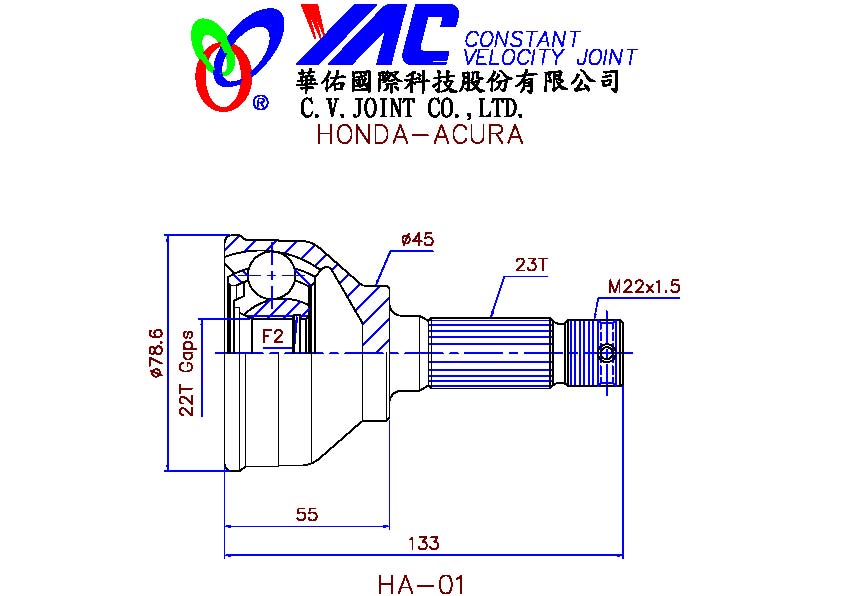 YAC CONSTANT
VELOCITY JOINT
®
華佑國際科技股份有限公司
C.V.JOINT CO.,LTD.
HONDA-ACURA
ø45
23T
M22x1.5
ø78.6
22T Gaps
F2
55
133
HA-01